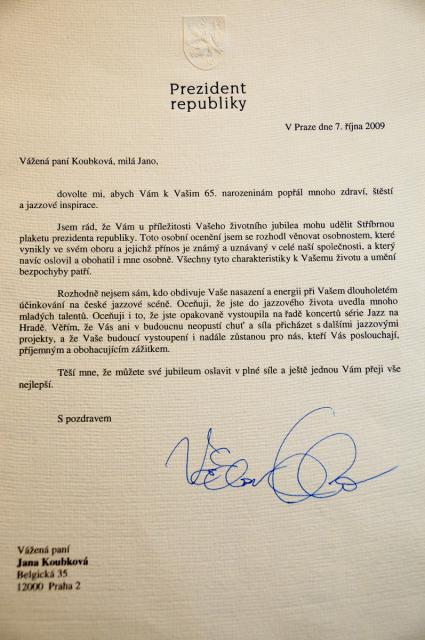 Prezident
republiky
V Praze dne 7. října 2009
Vážená paní Koubková, milá Jano,
dovolte mi, abych Vám k Vašim 65. narozeninám popřál mnoho zdraví, štěstí
a jazzové inspirace.
Jsem rád, že Vám u příležitosti Vašeho životního jubilea mohu udělit Stříbrnou
plaketu prezidenta republiky. Toto osobní ocenění jsem se rozhodl věnovat osobnostem, které
vynikly ve svém oboru a jejichž přínos je známý a uznávaný v celé naší společnosti, a který
navíc oslovil a obohatil i mne osobně. Všechny tyto charakteristiky k Vašemu životu a umění
bezpochyby patří.
Rozhodně nejsem sám, kdo obdivuje Vaše nasazení a energii při Vašem dlouholetém
účinkování na české jazzové scéně. Oceňuji, že jste do jazzového života uvedla mnoho
mladých talentů. Oceňuji i to, že jste opakovaně vystoupila na řadě koncertů série Jazz na
Hradě. Věřím, že Vás ani v budoucnu neopustí chuť a síla přicházet s dalšími jazzovými
projekty, a že Vaše budoucí vystoupení i nadále zůstanou pro nás, kteří Vás posloucháme,
příjemným a obohacujícím zážitkem.
Těší mne, že můžete své jubileum oslavit v plné síle a ještě jednou Vám přeji vše
nejlepší.
S pozdravem
Vážená paní
Jana Koubková
Belgická 35
12000 Praha 2